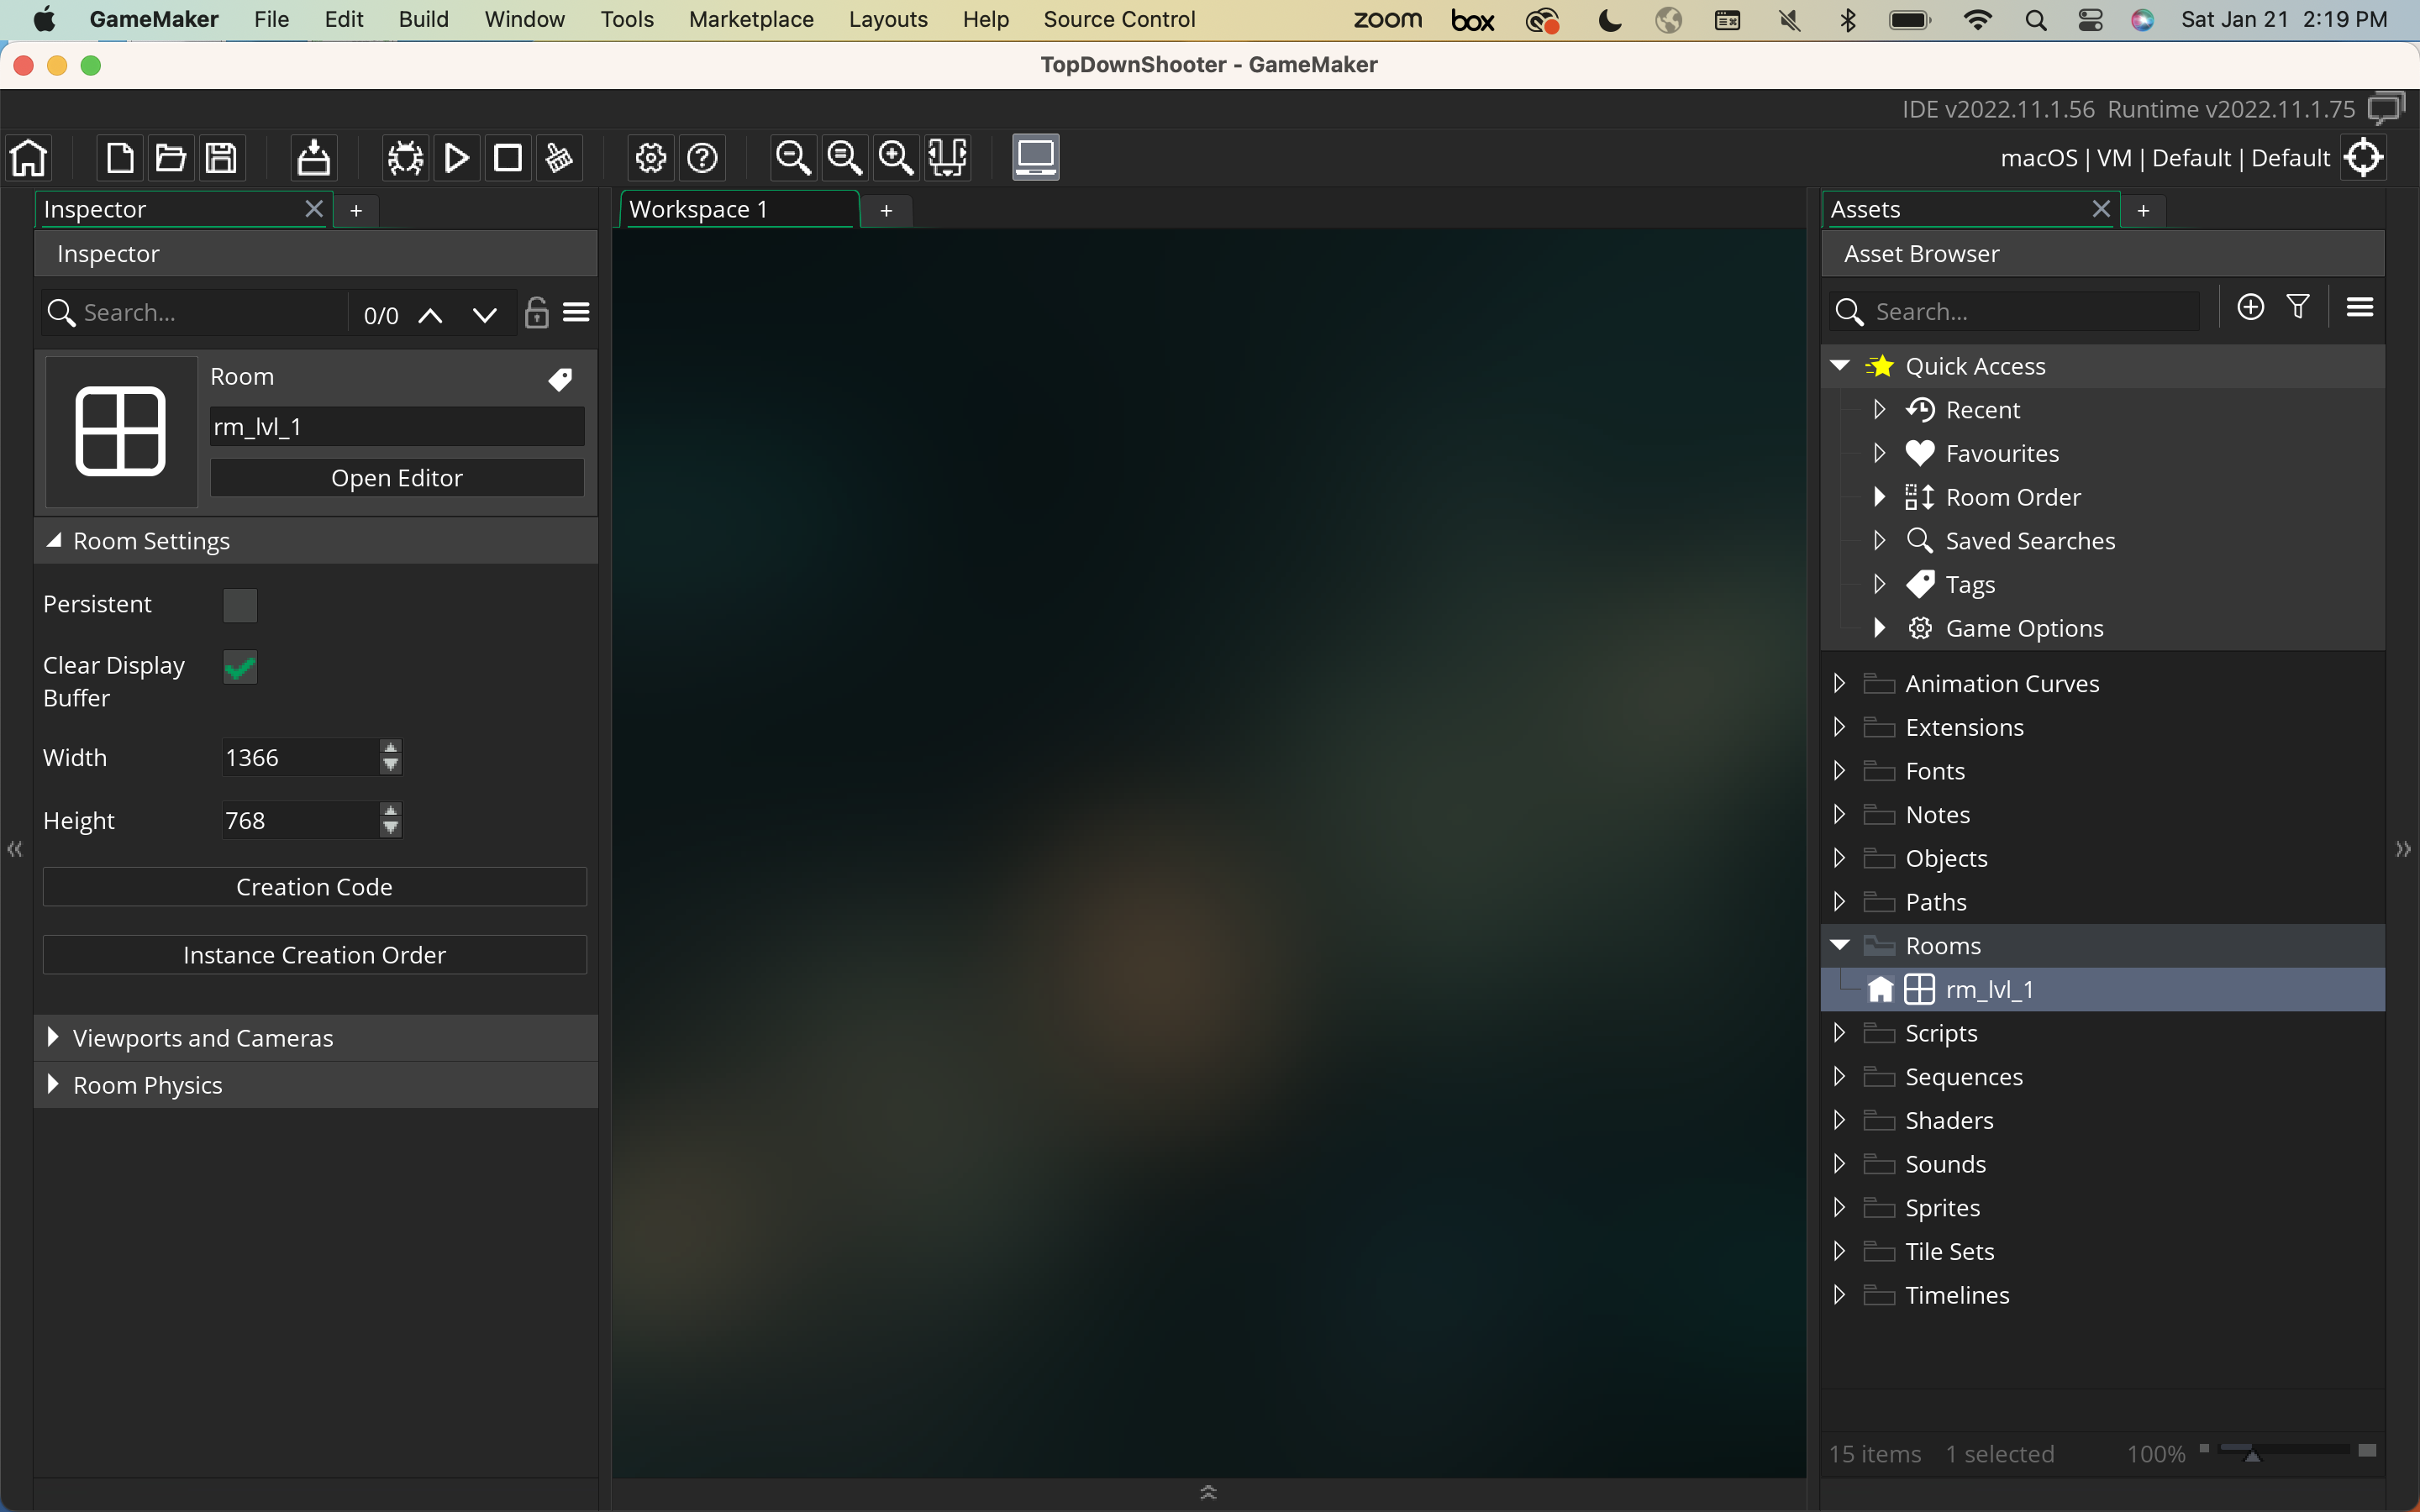 GameMaker File Edit Build Window Tools Marketplace Layouts Help Source Control zoom box Sat Jan 21 2:19 PM
TopDownShooter - GameMaker
IDE v2022.11.1.56 Runtime v2022.11.1.75
macOS | VM | Default | Default
Inspector
+
Workspace 1
+
Assets
+
Inspector
Search...
0/0
Room
rm_lvl_1
Open Editor
Room Settings
Persistent
Clear Display
Buffer
Width 1366
Height 768
Creation Code
Instance Creation Order
Viewports and Cameras
Room Physics
Asset Browser
Search...
Quick Access
Recent
Favourites
Room Order
Saved Searches
Tags
Game Options
Animation Curves
Extensions
Fonts
Notes
Objects
Paths
Rooms
rm_lvl_1
Scripts
Sequences
Shaders
Sounds
Sprites
Tile Sets
Timelines
15 items 1 selected 100%